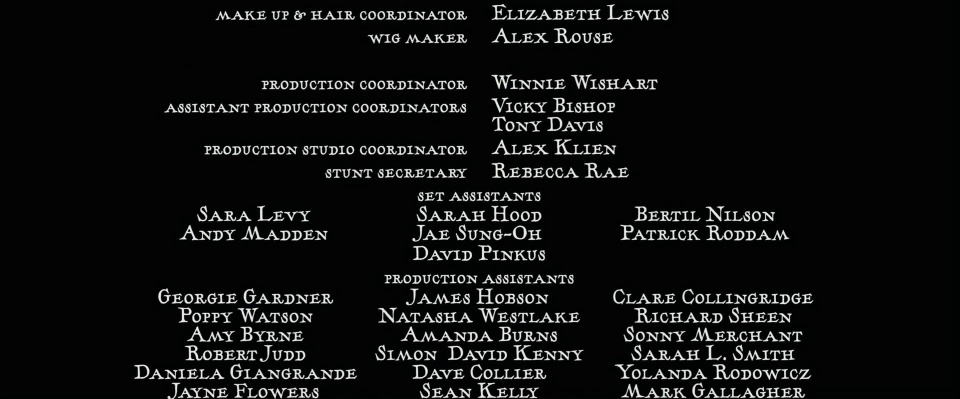 MAKE UP & HAIR COORDINATOR ELIZABETH LEWIS
WIG MAKER ALEX ROUSE
PRODUCTION COORDINATOR WINNIE WISHART
ASSISTANT PRODUCTION COORDINATORS VICKY BISHOP
TONY DAVIS
PRODUCTION STUDIO COORDINATOR ALEX KLIEN
STUNT SECRETARY REBECCA RAE
SET ASSISTANTS
SARA LEVY SARAH HOOD BERTIL NILSON
ANDY MADDEN JAE SUNG-OH PATRICK RODDAM
DAVID PINKUS
PRODUCTION ASSISTANTS
GEORGIE GARDNER JAMES HOBSON CLARE COLLINGRIDGE
POPPY WATSON NATASHA WESTLAKE RICHARD SHEEN
AMY BYRNE AMANDA BURNS SONNY MERCHANT
ROBERT JUDD SIMON DAVID KENNY SARAH L. SMITH
DANIELA GIANGRANDE DAVE COLLIER YOLANDA RODOWICZ
JAYNE FLOWERS SEAN KELLY MARK GALLAGHER